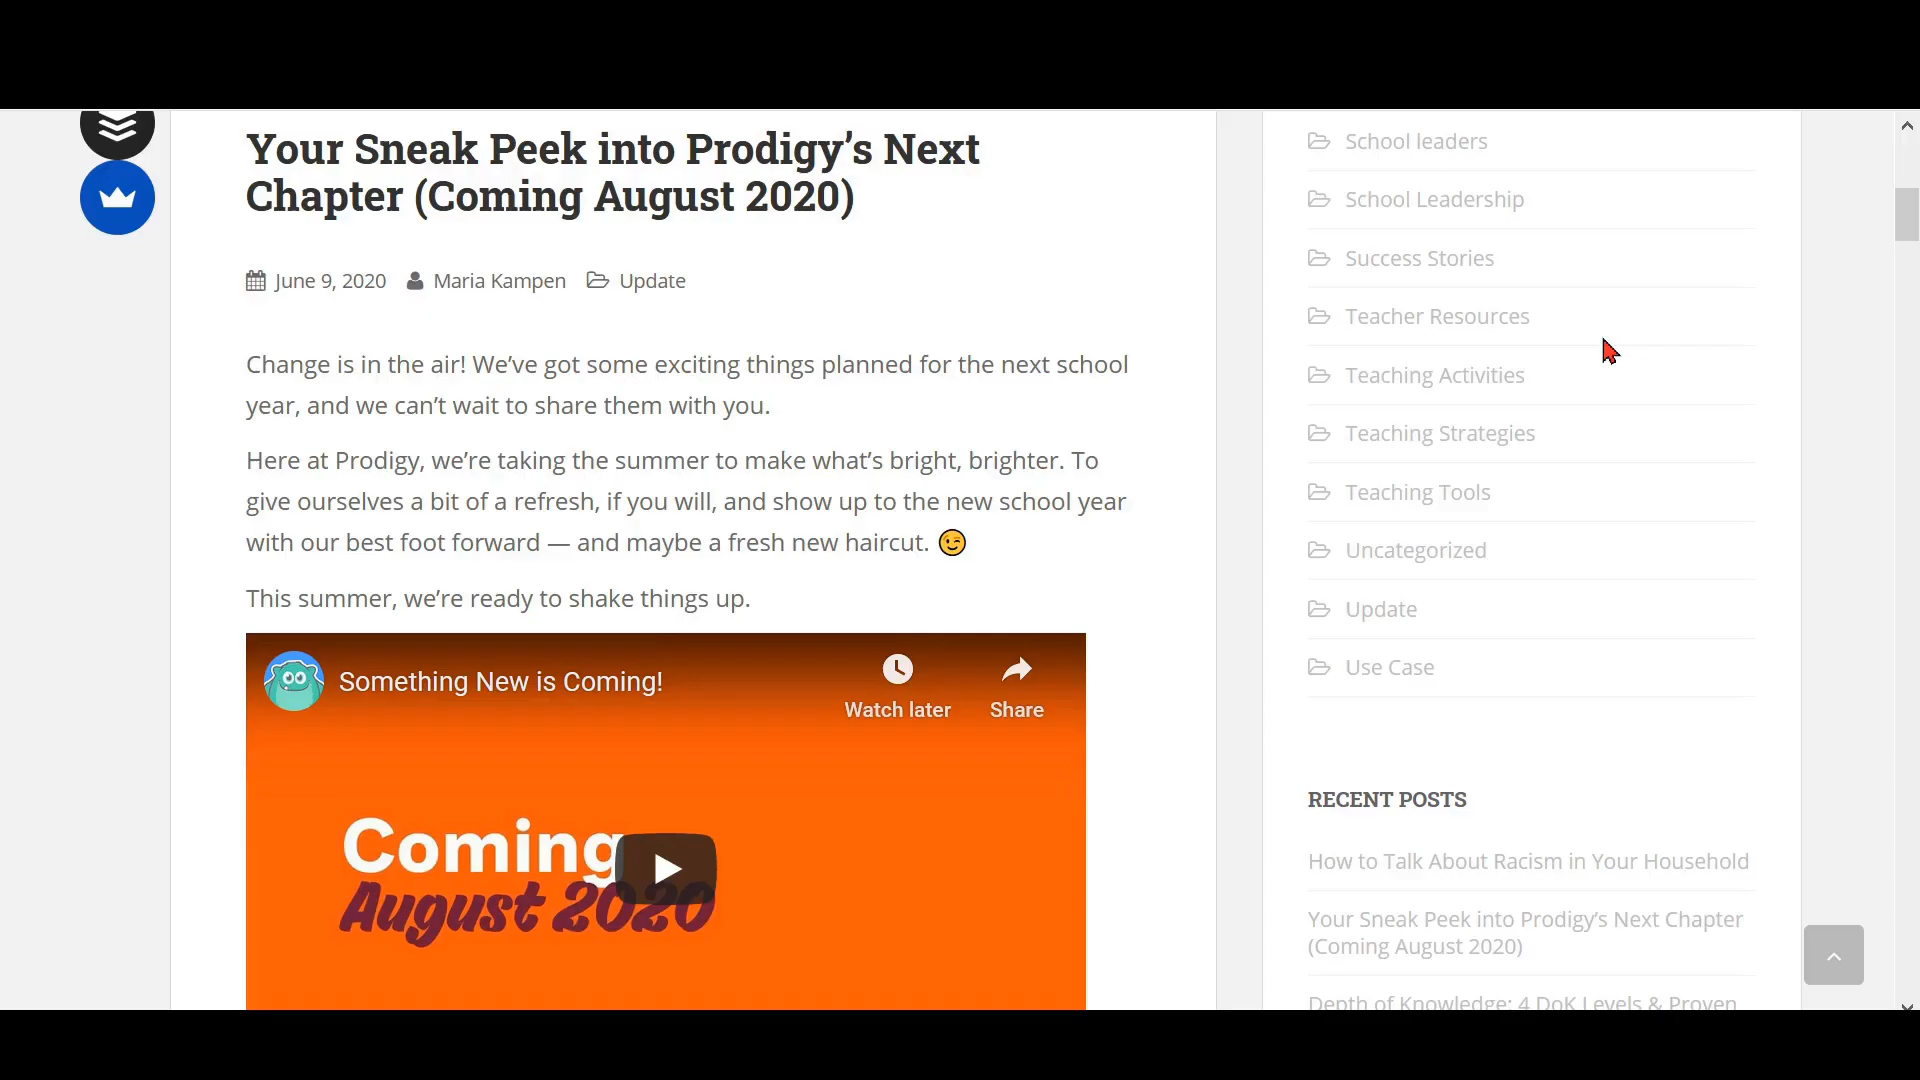 Your Sneak Peek into Prodigy’s Next
Chapter (Coming August 2020)
June 9, 2020 Maria Kampen Update
Change is in the air! We’ve got some exciting things planned for the next school
year, and we can’t wait to share them with you.
Here at Prodigy, we’re taking the summer to make what’s bright, brighter. To
give ourselves a bit of a refresh, if you will, and show up to the new school year
with our best foot forward — and maybe a fresh new haircut. 😉
This summer, we’re ready to shake things up.
Something New is Coming!
Watch later
Share
Coming
August 2020
School leaders
School Leadership
Success Stories
Teacher Resources
Teaching Activities
Teaching Strategies
Teaching Tools
Uncategorized
Update
Use Case
RECENT POSTS
How to Talk About Racism in Your Household
Your Sneak Peek into Prodigy’s Next Chapter
(Coming August 2020)
Depth of Knowledge: 4 DoK Levels & Proven